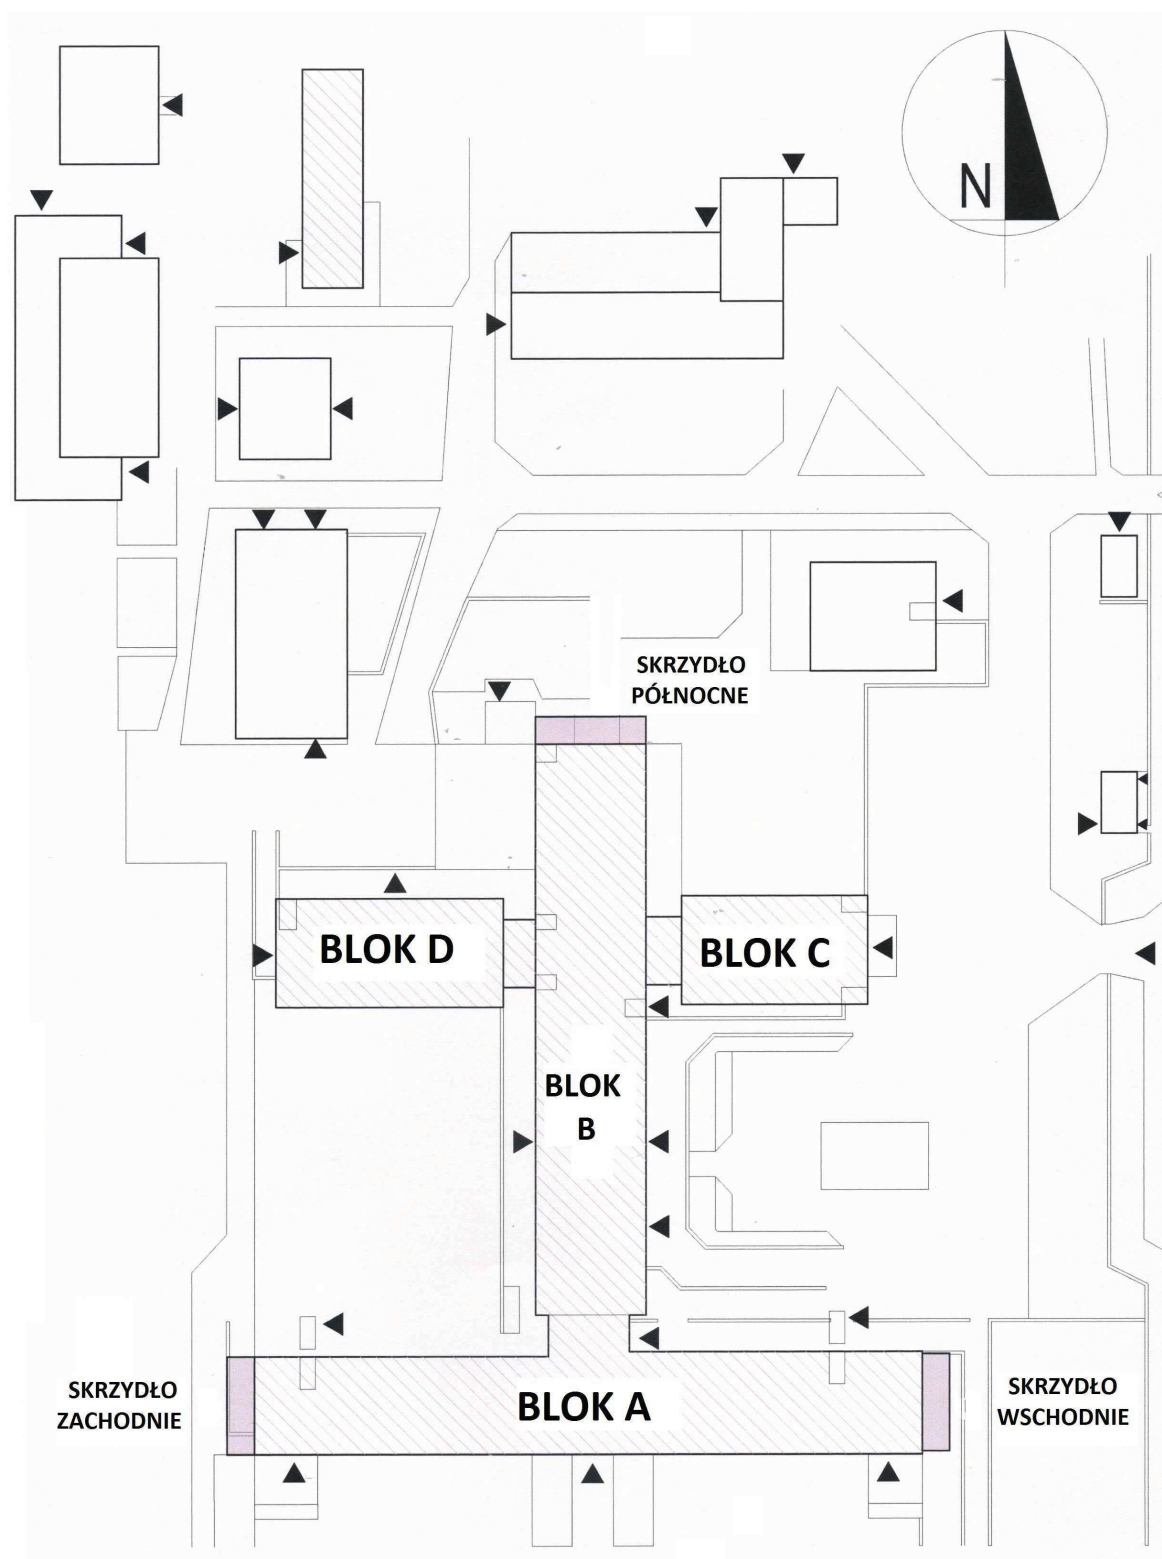 N
SKRZYDŁO
PÓŁNOCNE
BLOK D
BLOK C
BLOK
B
SKRZYDŁO
ZACHODNIE
BLOK A
SKRZYDŁO
WSCHODNIE